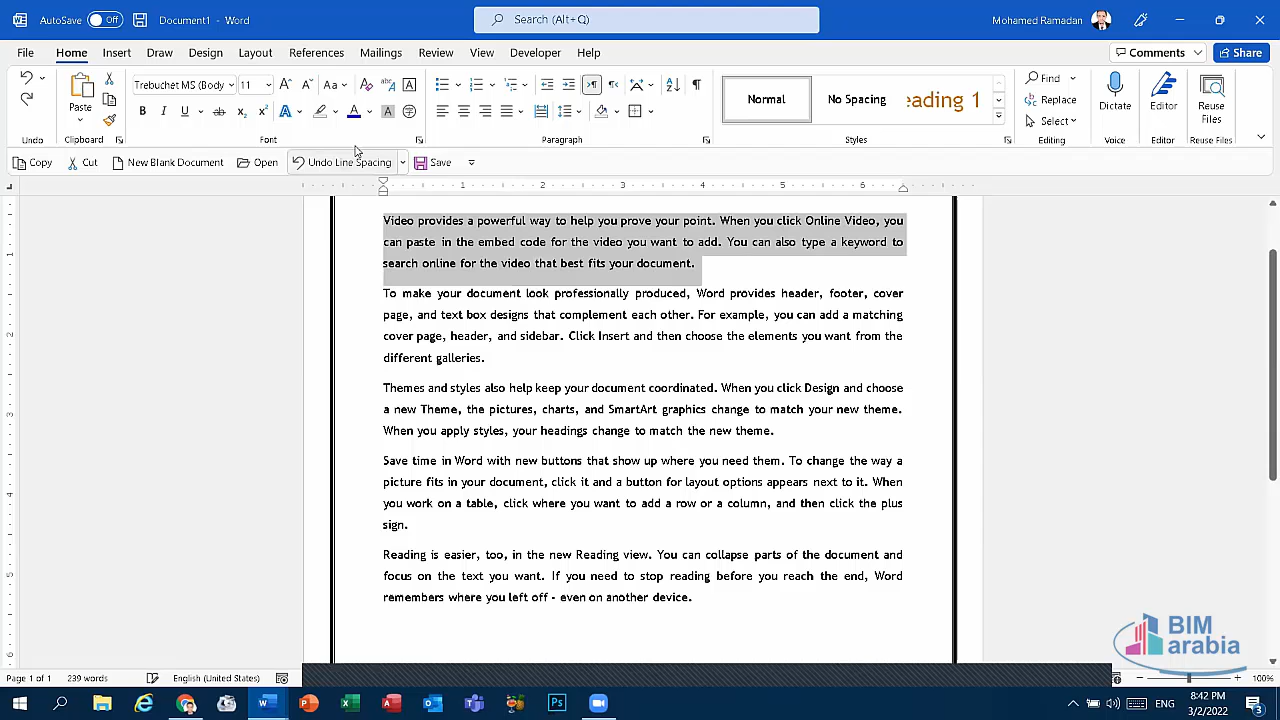 AutoSave Off Document1 - Word Search (Alt+Q) Mohamed Ramadan
File Home Insert Draw Design Layout References Mailings Review View Developer Help Comments Share
Trebuchet MS (Body 11 Aa Find
Paste Normal No Spacing eading 1 Replace Dictate Editor Reuse Files
B I U ab x₂ x² A Select
Undo Clipboard Font Paragraph Styles Editing Voice Editor Reuse Files
Copy Cut New Blank Document Open Undo Line Spacing Save
1 2 3 4 5 6
Video provides a powerful way to help you prove your point. When you click Online Video, you
can paste in the embed code for the video you want to add. You can also type a keyword to
search online for the video that best fits your document.
To make your document look professionally produced, Word provides header, footer, cover
page, and text box designs that complement each other. For example, you can add a matching
cover page, header, and sidebar. Click Insert and then choose the elements you want from the
different galleries.
Themes and styles also help keep your document coordinated. When you click Design and choose
a new Theme, the pictures, charts, and SmartArt graphics change to match your new theme.
When you apply styles, your headings change to match the new theme.
Save time in Word with new buttons that show up where you need them. To change the way a
picture fits in your document, click it and a button for layout options appears next to it. When
you work on a table, click where you want to add a row or a column, and then click the plus
sign.
Reading is easier, too, in the new Reading view. You can collapse parts of the document and
focus on the text you want. If you need to stop reading before you reach the end, Word
remembers where you left off - even on another device.
BIM
arabia
Page 1 of 1 239 words English (United States) 100%
ENG 8:42 PM
3/2/2022